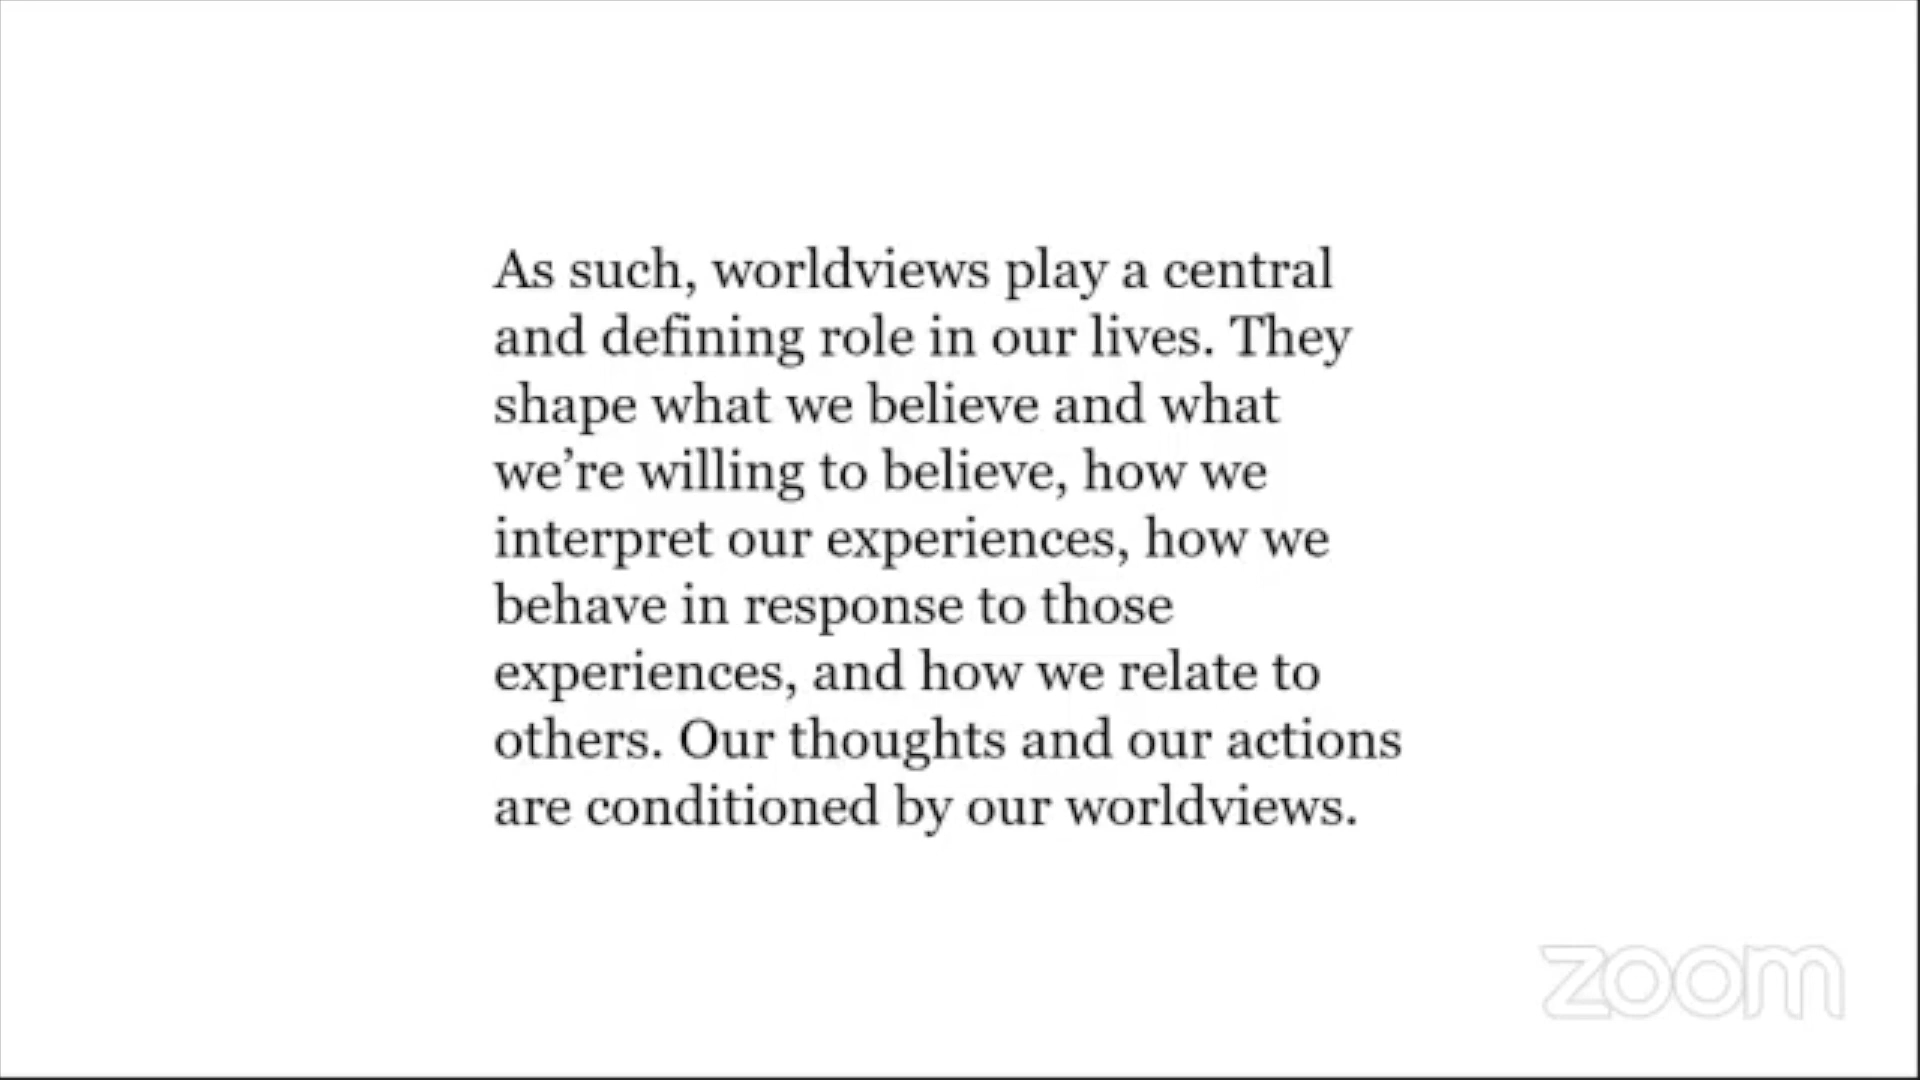 As such, worldviews play a central
and defining role in our lives. They
shape what we believe and what
we’re willing to believe, how we
interpret our experiences, how we
behave in response to those
experiences, and how we relate to
others. Our thoughts and our actions
are conditioned by our worldviews.
zoom